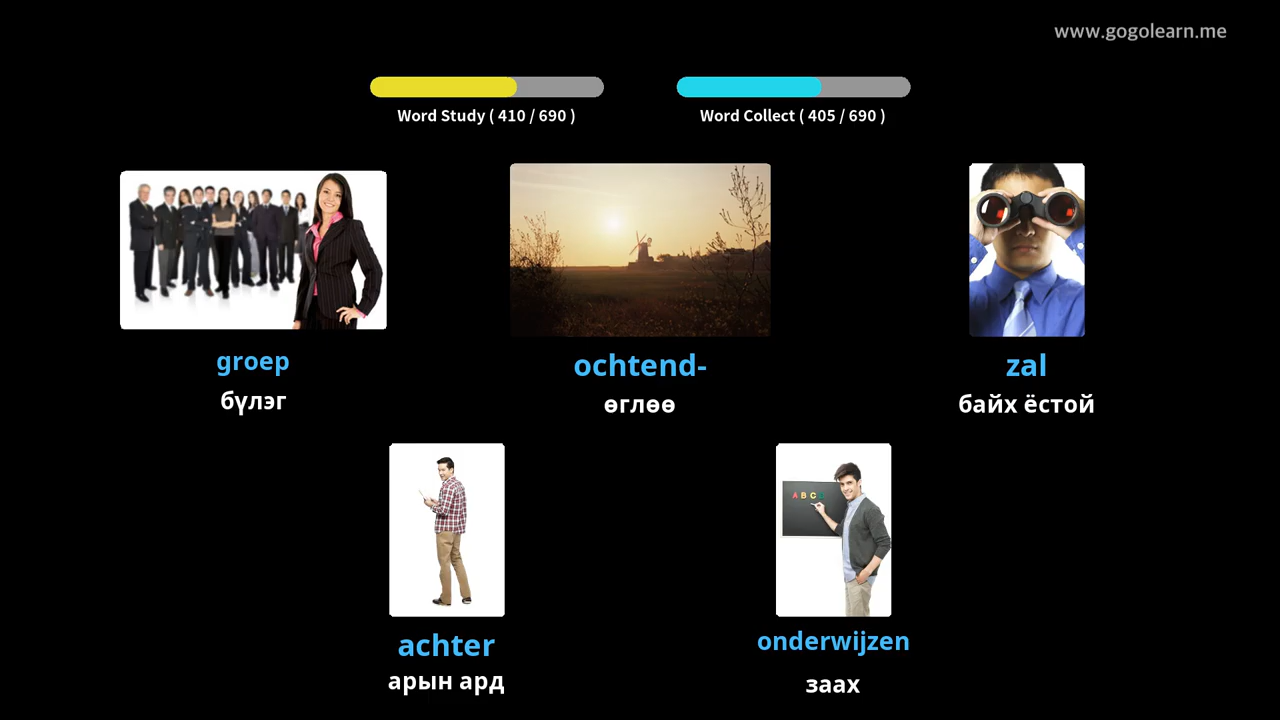 www.gogolearn.me
Word Study ( 410 / 690 )
Word Collect ( 405 / 690 )
groep
бүлэг
ochtend-
өглөө
zal
байх ёстой
A B C
achter
арын ард
onderwijzen
заах